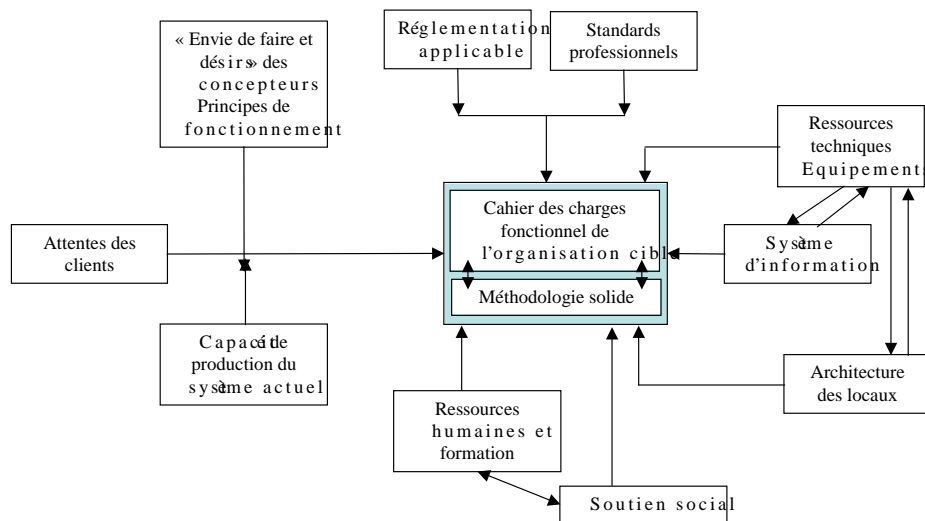 « Envie de faire et
désirs» des
concepteurs
Principes de
fonctionnement
Réglementation
applicable
Standards
professionnels
Ressources
techniques
Equipements
Attentes des
clients
Cahier des charges
fonctionnel de
l'organisation cible
Méthodologie solide
Système
d'information
Capacité de
production du
système actuel
Architecture
des locaux
Ressources
humaines et
formation
Soutien social